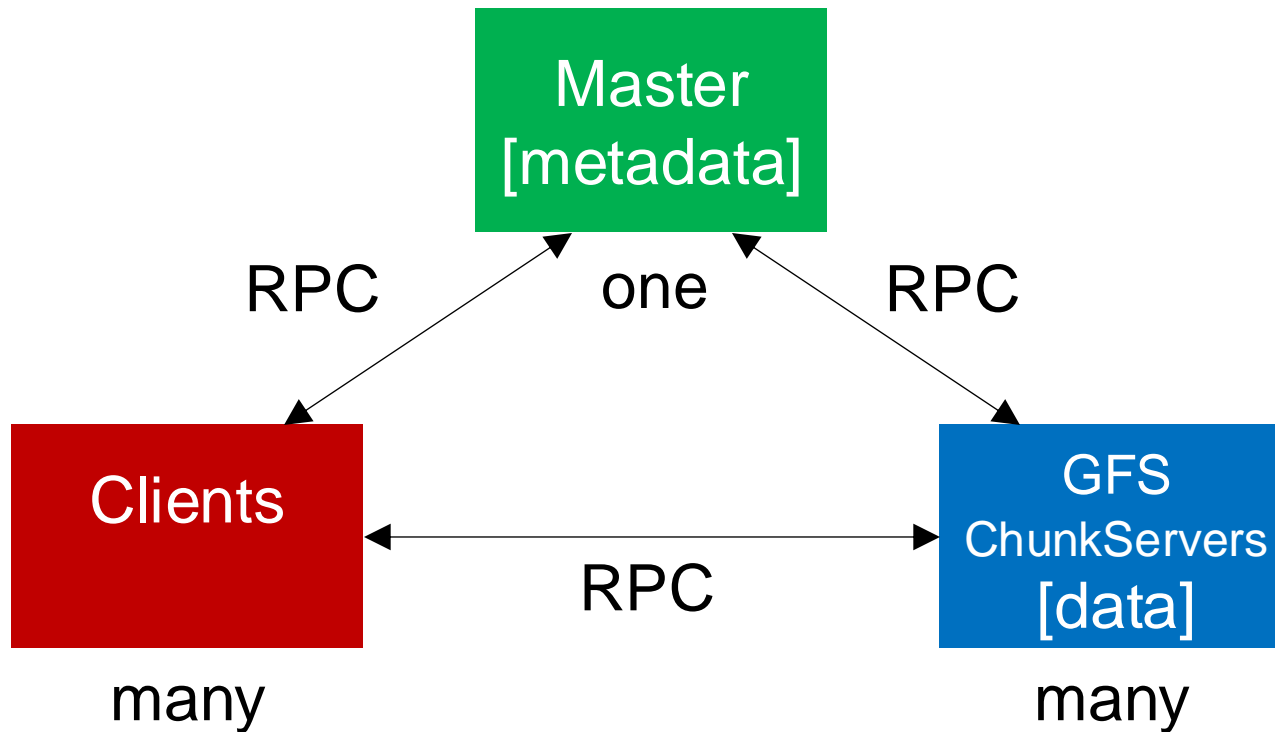 Master
[metadata]
RPC
one
RPC
Clients
GFS
ChunkServers
[data]
RPC
many
many